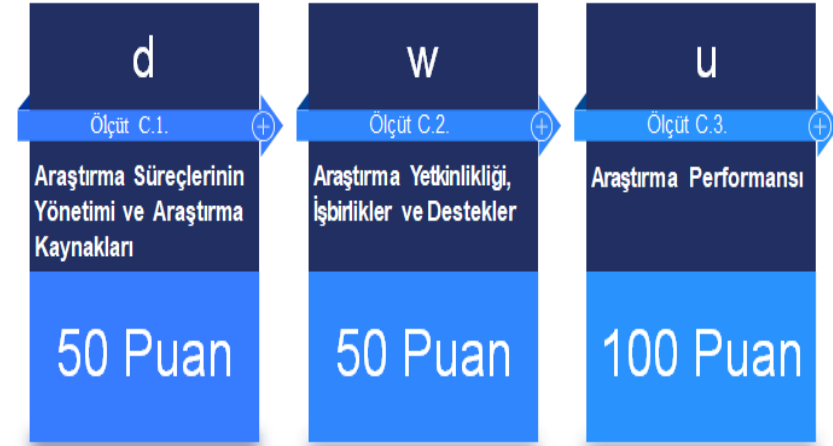 d
Ölçüt C.1.
Araştırma Süreçlerinin
Yönetimi ve Araştırma
Kaynakları
50 Puan
w
Ölçüt C.2.
Araştırma Yetkinlikliği,
İşbirlikler ve Destekler
50 Puan
u
Ölçüt C.3.
Araştırma Performansı
100 Puan